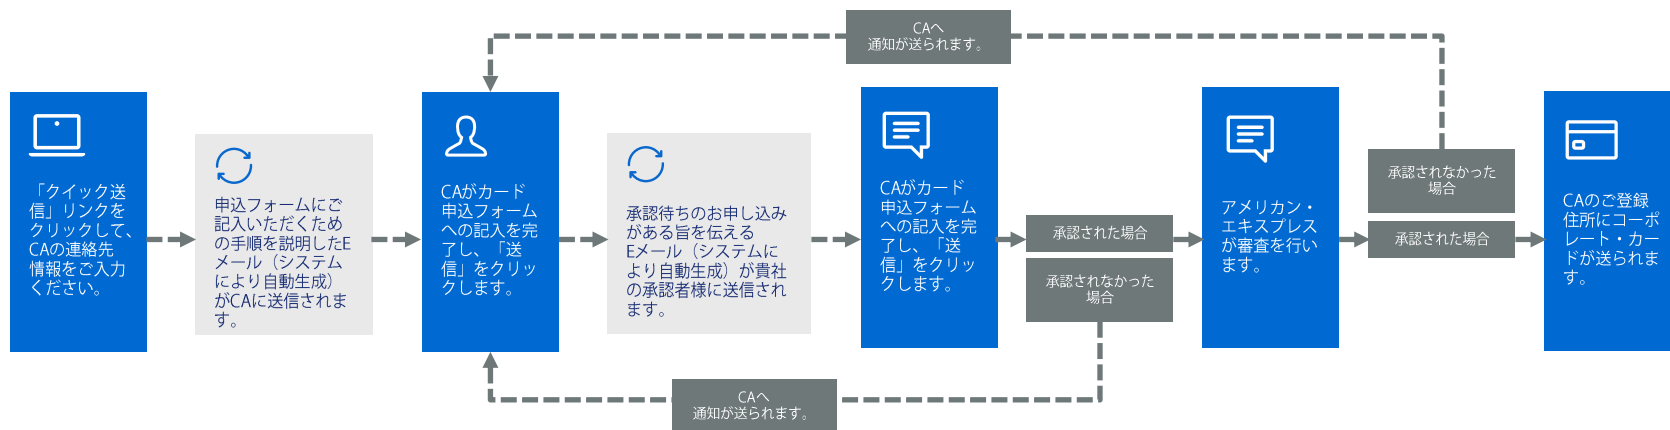 CAへ
通知が送られます。
「クイック送
信」リンクを
クリックして、
CAの連絡先
情報をご入力
ください。
申込フォームにご
記入いただくため
の手順を説明したE
メール（システム
により自動生成）
がCAに送信されま
す。
CAがカード
申込フォーム
への記入を完
了し、「送
信」をクリッ
クします。
承認待ちのお申し込み
がある旨を伝える
Eメール（システムに
より自動生成）が貴社
の承認者様に送信され
ます。
CAがカード
申込フォーム
への記入を完
了し、「送
信」をクリッ
クします。
承認された場合
承認されなかった
場合
アメリカン・
エキスプレス
が審査を行い
ます。
承認されなかった
場合
承認された場合
CAのご登録
住所にコーポ
レート・カー
ドが送られま
す。
CAへ
通知が送られます。